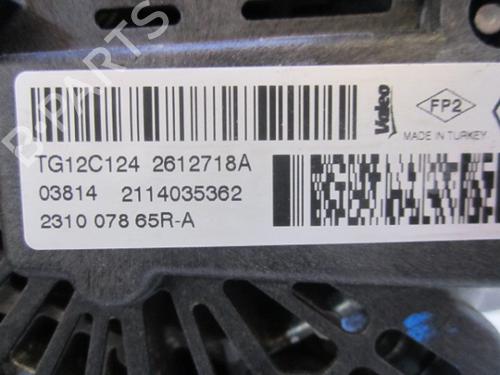 B-PARTS
Valeo
FP2
MADE IN TURKEY
TG12C124 2612718A
03814 2114035362
2310 078 65R-A